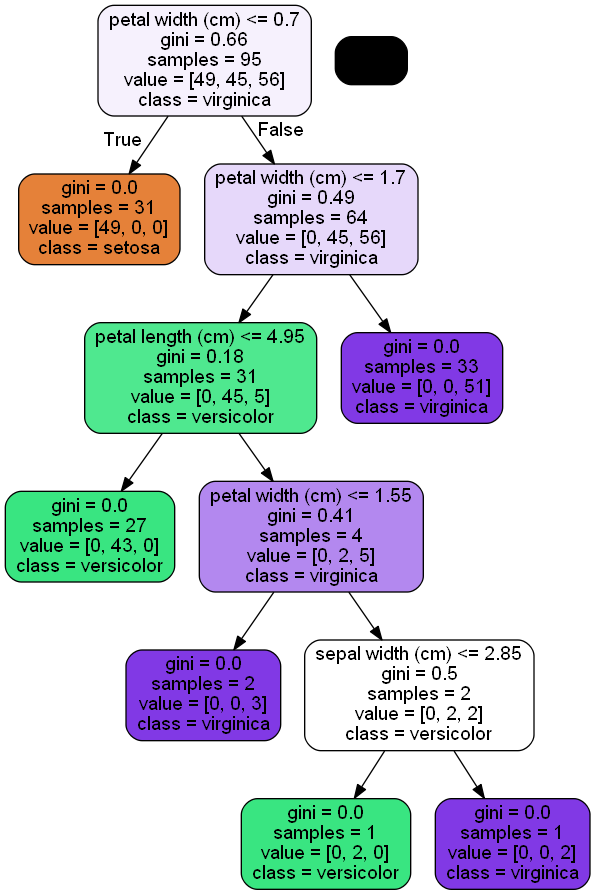 petal width (cm) <= 0.7
gini = 0.66
samples = 95
value = [49, 45, 56]
class = virginica
True
False
gini = 0.0
samples = 31
value = [49, 0, 0]
class = setosa
petal width (cm) <= 1.7
gini = 0.49
samples = 64
value = [0, 45, 56]
class = virginica
petal length (cm) <= 4.95
gini = 0.18
samples = 31
value = [0, 45, 5]
class = versicolor
gini = 0.0
samples = 33
value = [0, 0, 51]
class = virginica
gini = 0.0
samples = 27
value = [0, 43, 0]
class = versicolor
petal width (cm) <= 1.55
gini = 0.41
samples = 4
value = [0, 2, 5]
class = virginica
gini = 0.0
samples = 2
value = [0, 0, 3]
class = virginica
sepal width (cm) <= 2.85
gini = 0.5
samples = 2
value = [0, 2, 2]
class = versicolor
gini = 0.0
samples = 1
value = [0, 2, 0]
class = versicolor
gini = 0.0
samples = 1
value = [0, 0, 2]
class = virginica